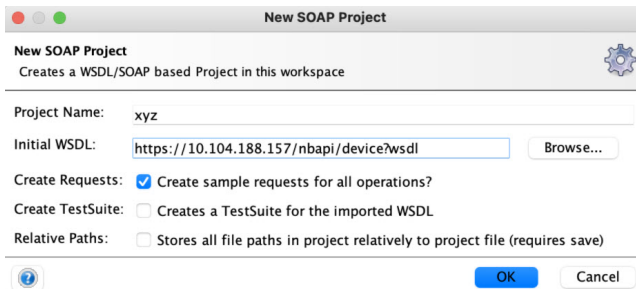 New SOAP Project
New SOAP Project
Creates a WSDL/SOAP based Project in this workspace
Project Name: xyz
Initial WSDL: https://10.104.188.157/nbapi/device?wsdl Browse...
Create Requests: Create sample requests for all operations?
Create TestSuite: Creates a TestSuite for the imported WSDL
Relative Paths: Stores all file paths in project relatively to project file (requires save)
? OK Cancel